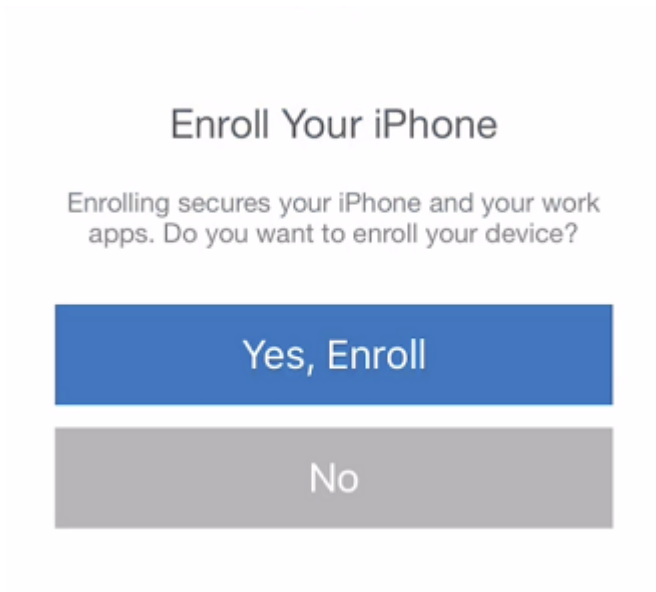 Enroll Your iPhone
Enrolling secures your iPhone and your work
apps. Do you want to enroll your device?
Yes, Enroll
No